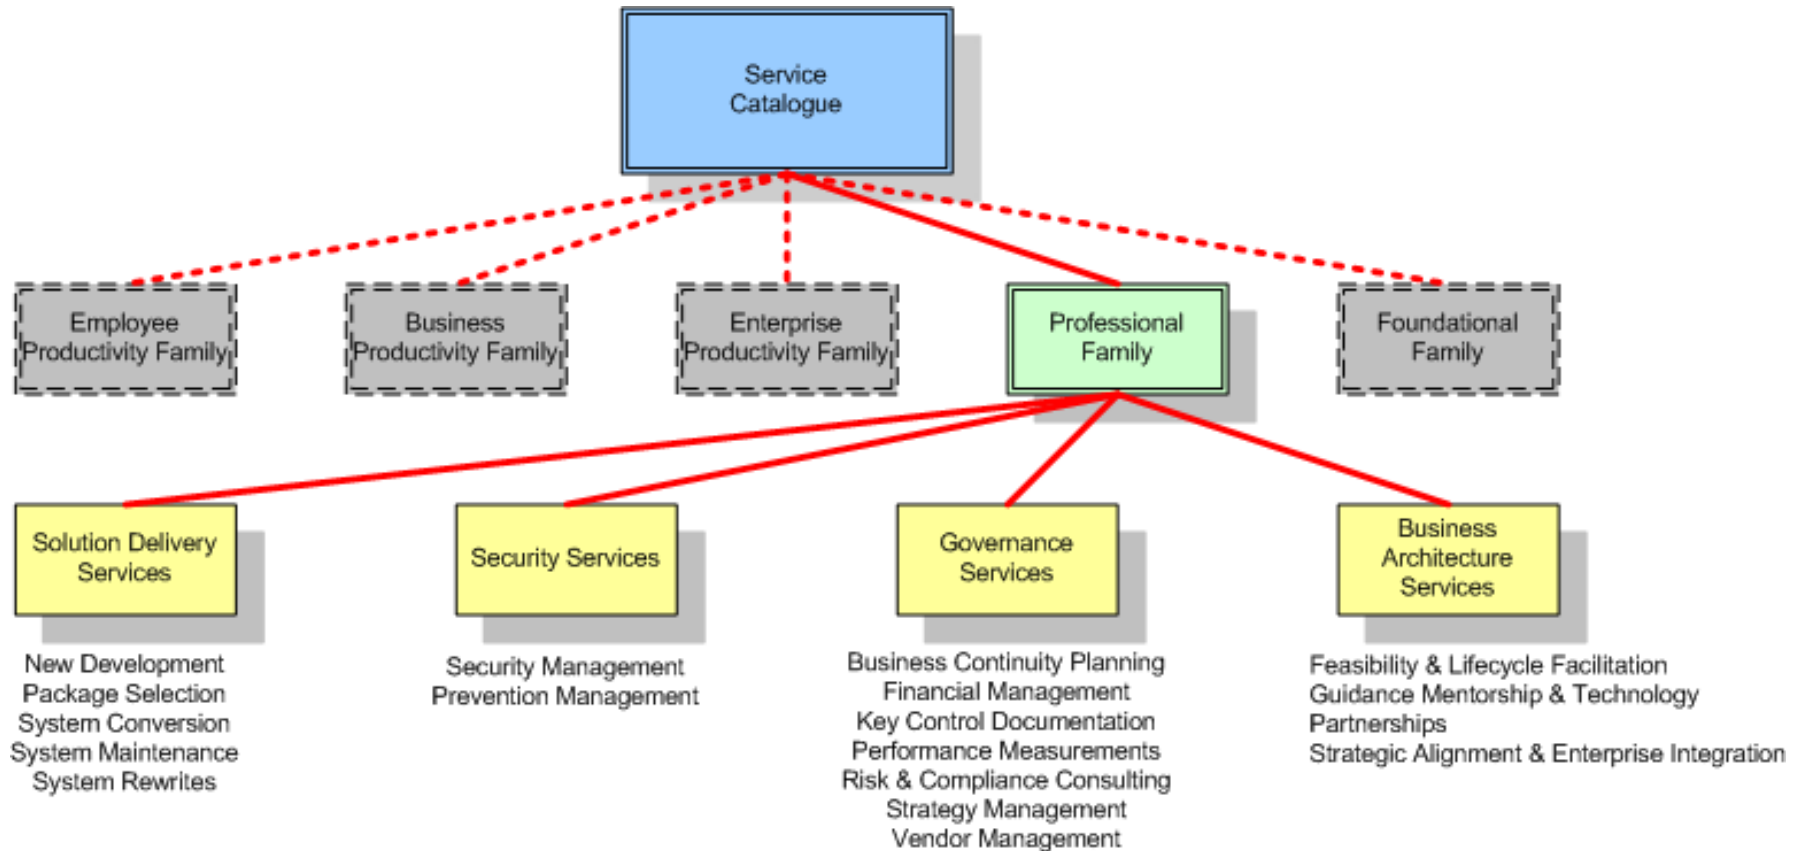 Service
Catalogue
Employee
Productivity Family
Business
Productivity Family
Enterprise
Productivity Family
Professional
Family
Foundational
Family
Solution Delivery
Services
Security Services
Governance
Services
Business
Architecture
Services
New Development
Package Selection
System Conversion
System Maintenance
System Rewrites
Security Management
Prevention Management
Business Continuity Planning
Financial Management
Key Control Documentation
Performance Measurements
Risk & Compliance Consulting
Strategy Management
Vendor Management
Feasibility & Lifecycle Facilitation
Guidance Mentorship & Technology
Partnerships
Strategic Alignment & Enterprise Integration